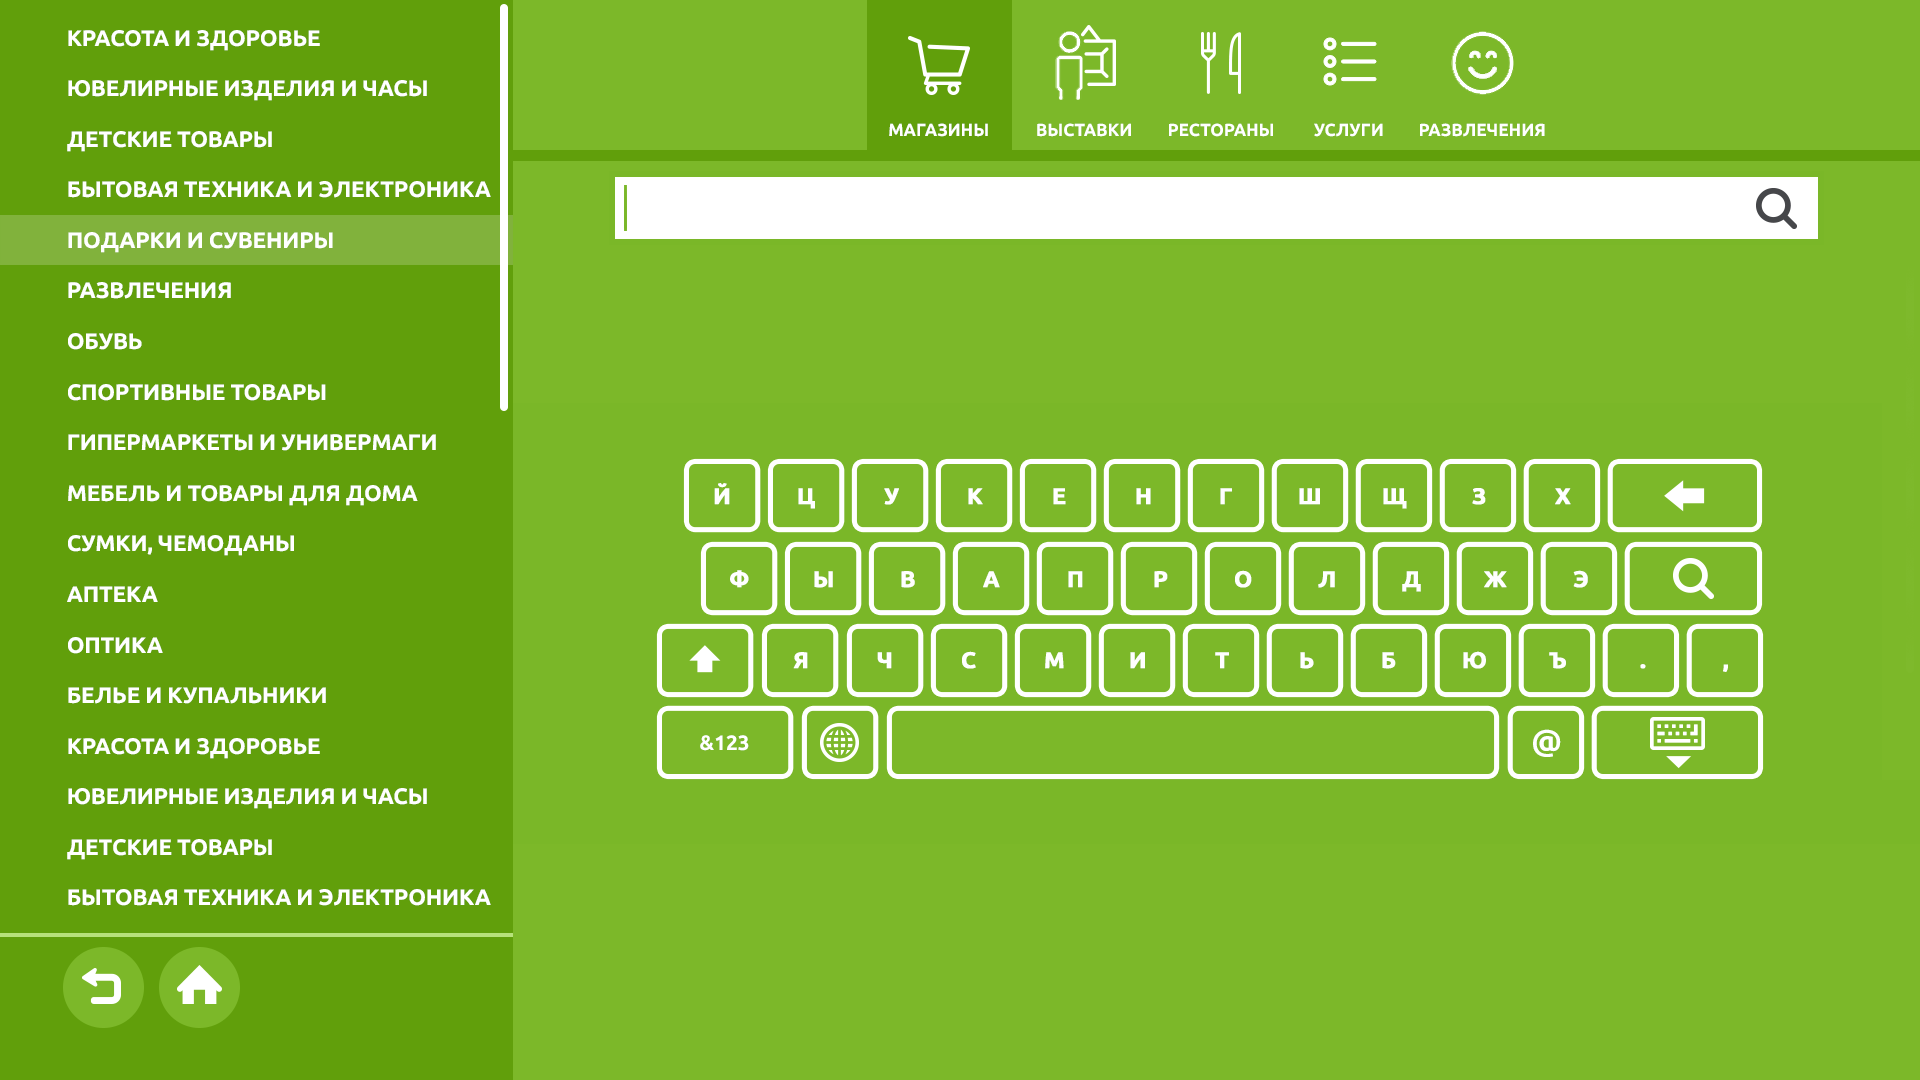 КРАСОТА И ЗДОРОВЬЕ
ЮВЕЛИРНЫЕ ИЗДЕЛИЯ И ЧАСЫ
ДЕТСКИЕ ТОВАРЫ
БЫТОВАЯ ТЕХНИКА И ЭЛЕКТРОНИКА
ПОДАРКИ И СУВЕНИРЫ
РАЗВЛЕЧЕНИЯ
ОБУВЬ
СПОРТИВНЫЕ ТОВАРЫ
ГИПЕРМАРКЕТЫ И УНИВЕРМАГИ
МЕБЕЛЬ И ТОВАРЫ ДЛЯ ДОМА
СУМКИ, ЧЕМОДАНЫ
АПТЕКА
ОПТИКА
БЕЛЬЕ И КУПАЛЬНИКИ
КРАСОТА И ЗДОРОВЬЕ
ЮВЕЛИРНЫЕ ИЗДЕЛИЯ И ЧАСЫ
ДЕТСКИЕ ТОВАРЫ
БЫТОВАЯ ТЕХНИКА И ЭЛЕКТРОНИКА
МАГАЗИНЫ ВЫСТАВКИ РЕСТОРАНЫ УСЛУГИ РАЗВЛЕЧЕНИЯ
Й Ц У К Е Н Г Ш Щ З Х
Ф Ы В А П Р О Л Д Ж Э
Я Ч С М И Т Ь Б Ю Ъ . ,
&123 @